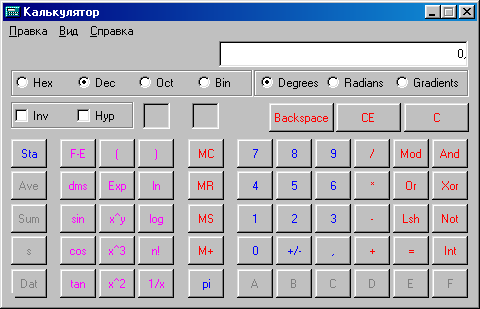 Калькулятор
Правка Вид Справка
0,
Hex Dec Oct Bin Degrees Radians Gradients
Inv Hyp Backspace CE C
Sta F-E ( ) MC 7 8 9 / Mod And
Ave dms Exp ln MR 4 5 6 * Or Xor
Sum sin x^y log MS 1 2 3 - Lsh Not
s cos x^3 n! M+ 0 +/- , + = Int
Dat tan x^2 1/x pi A B C D E F